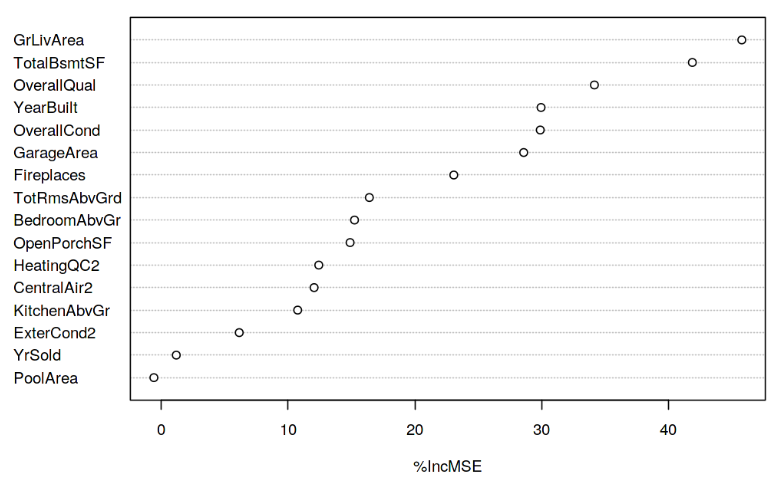 GrLivArea
TotalBsmtSF
OverallQual
YearBuilt
OverallCond
GarageArea
Fireplaces
TotRmsAbvGrd
BedroomAbvGr
OpenPorchSF
HeatingQC2
CentralAir2
KitchenAbvGr
ExterCond2
YrSold
PoolArea
0 10 20 30 40
%IncMSE